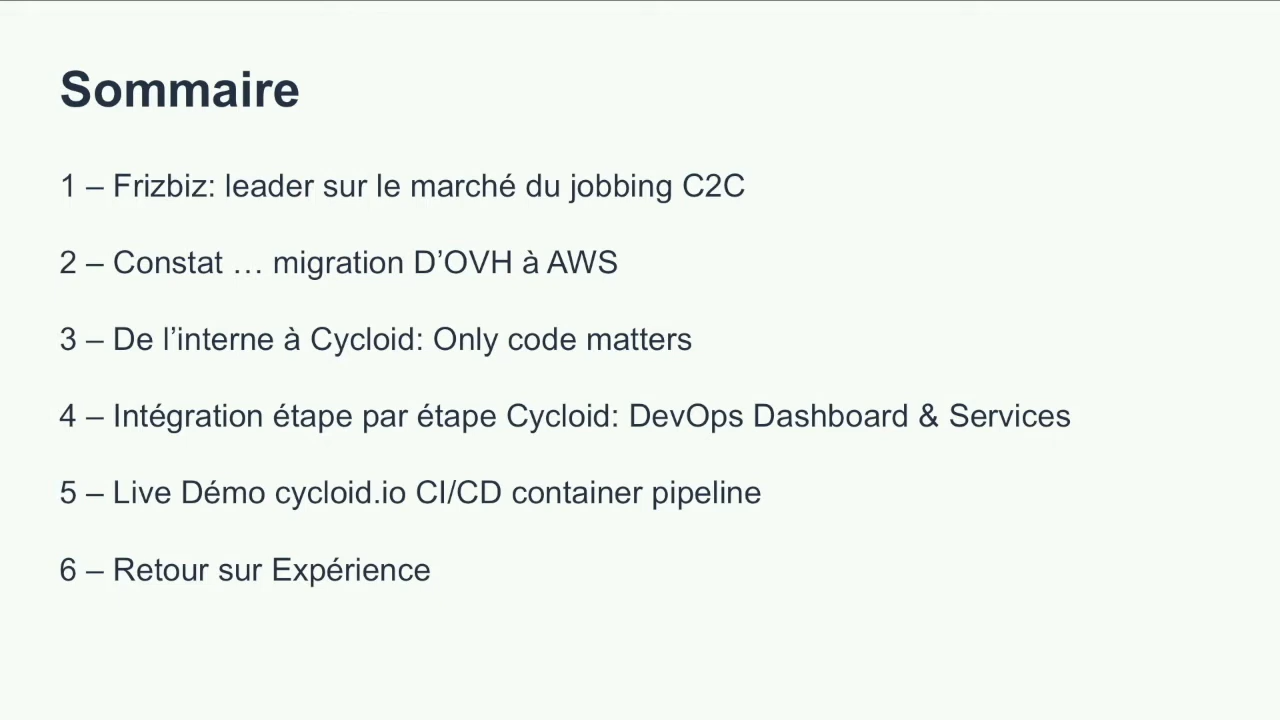 Sommaire
1 – Frizbiz: leader sur le marché du jobbing C2C
2 – Constat … migration D’OVH à AWS
3 – De l’interne à Cycloid: Only code matters
4 – Intégration étape par étape Cycloid: DevOps Dashboard & Services
5 – Live Démo cycloid.io CI/CD container pipeline
6 – Retour sur Expérience